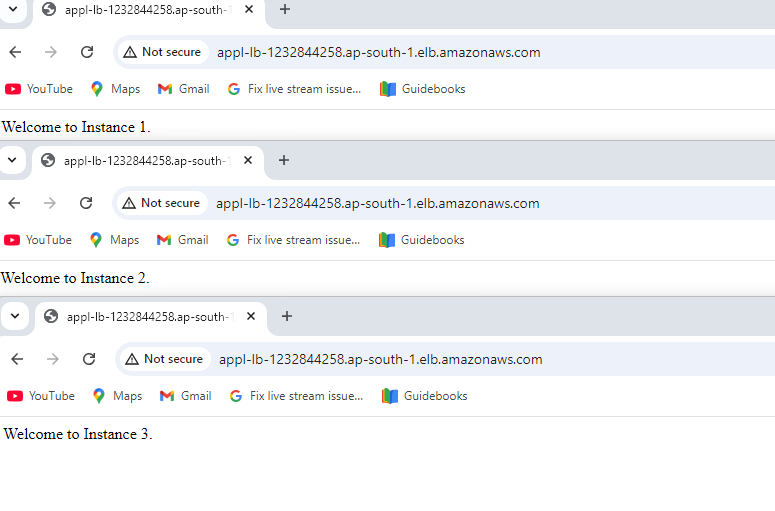 appl-lb-1232844258.ap-south-1
Not secure appl-lb-1232844258.ap-south-1.elb.amazonaws.com
YouTube Maps Gmail Fix live stream issue... Guidebooks
Welcome to Instance 1.
appl-lb-1232844258.ap-south-1
Not secure appl-lb-1232844258.ap-south-1.elb.amazonaws.com
YouTube Maps Gmail Fix live stream issue... Guidebooks
Welcome to Instance 2.
appl-lb-1232844258.ap-south-1
Not secure appl-lb-1232844258.ap-south-1.elb.amazonaws.com
YouTube Maps Gmail Fix live stream issue... Guidebooks
Welcome to Instance 3.